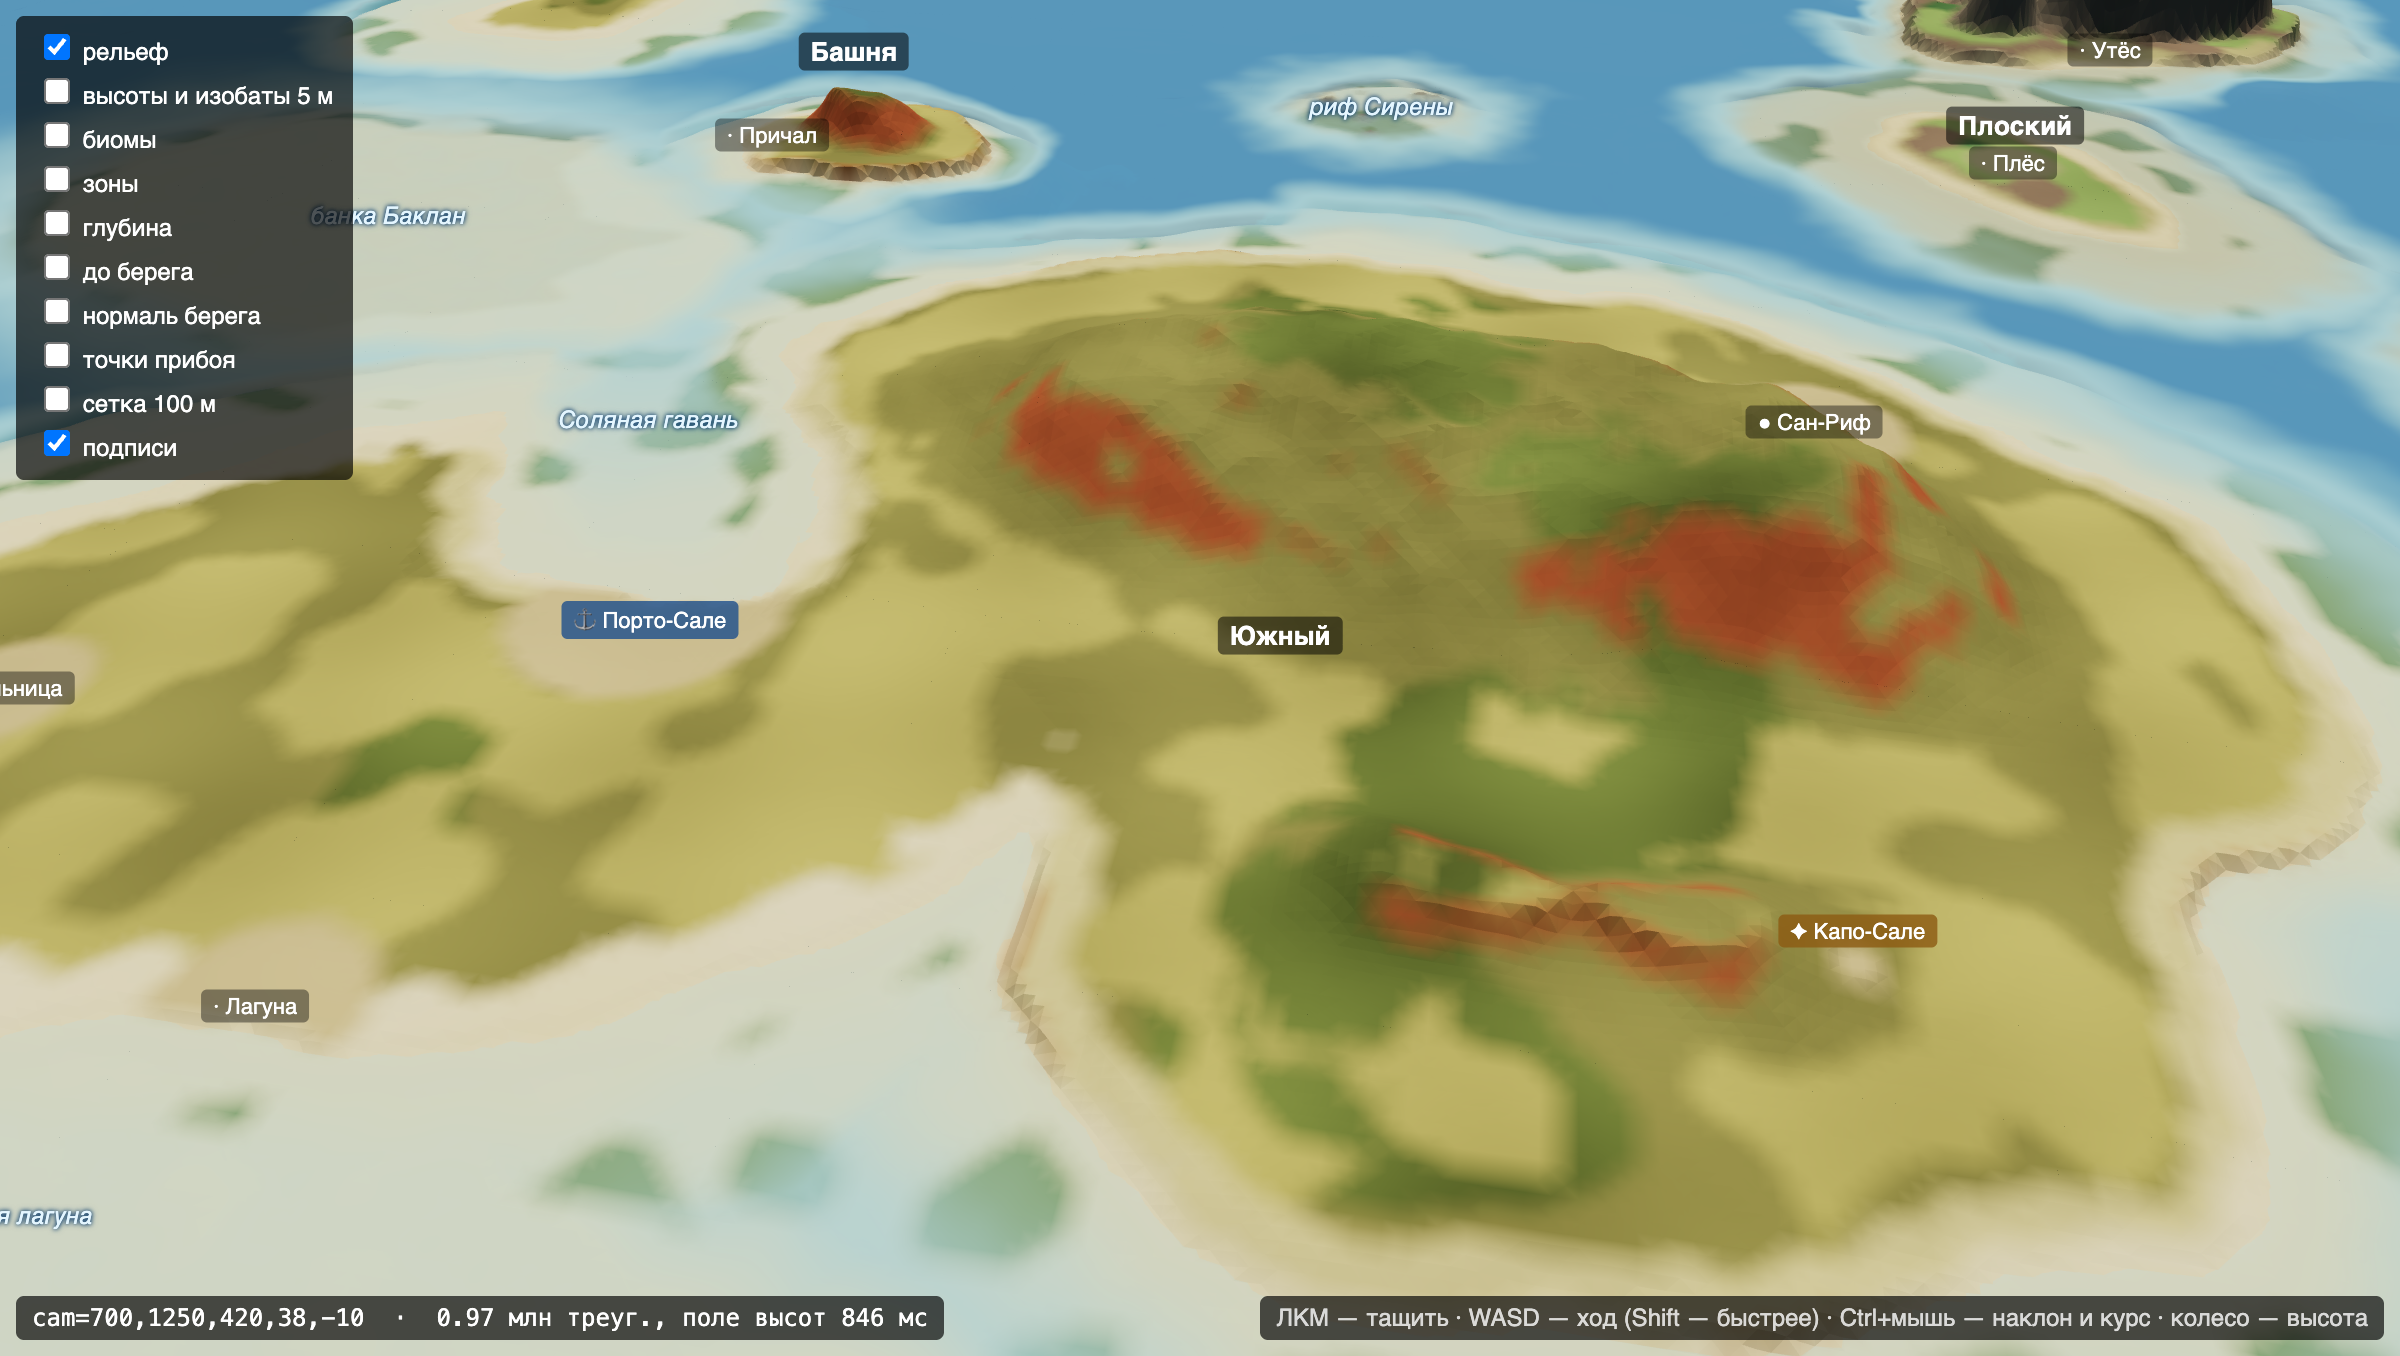 рельеф
высоты и изобаты 5 м
биомы
зоны
глубина
до берега
нормаль берега
точки прибоя
сетка 100 м
подписи
Башня
· Причал
риф Сирены
· Утёс
Плоский
· Плёс
банка Баклан
Соляная гавань
● Сан-Риф
⚓ Порто-Сале
Южный
ьница
✦ Капо-Сале
· Лагуна
я лагуна
cam=700,1250,420,38,−10 · 0.97 млн треуг., поле высот 846 мс
ЛКМ — тащить · WASD — ход (Shift — быстрее) · Ctrl+мышь — наклон и курс · колесо — высота